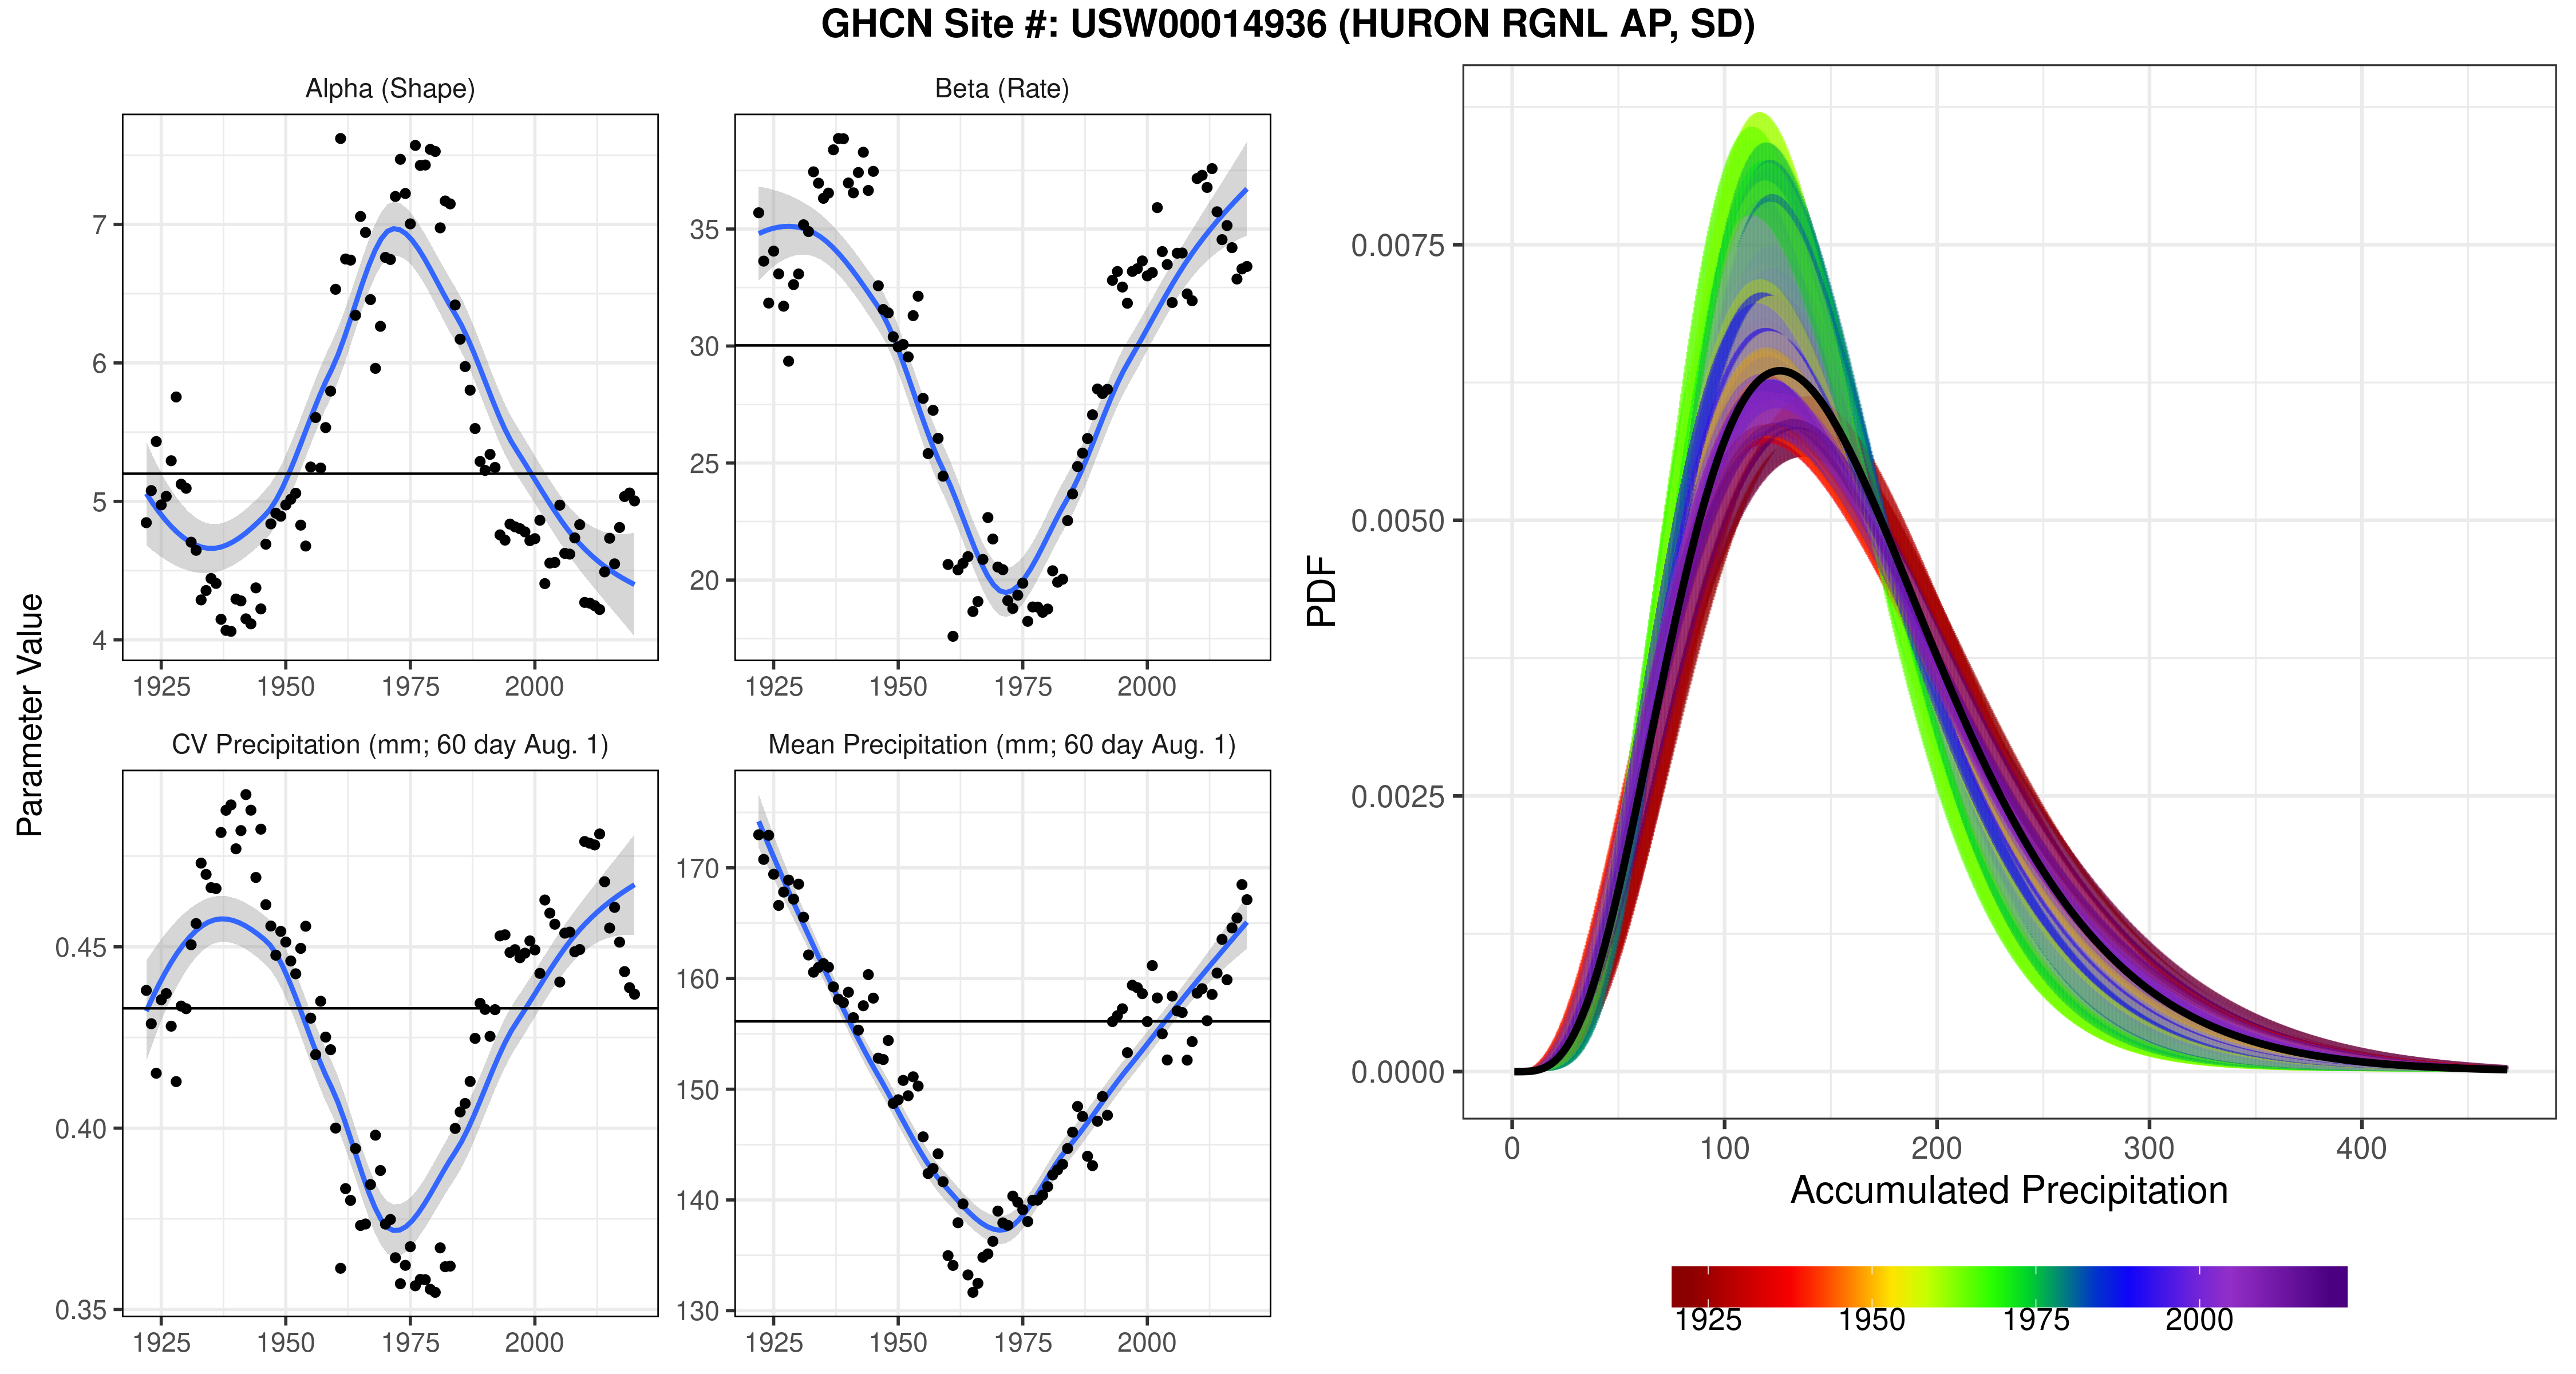 GHCN Site #: USW00014936 (HURON RGNL AP, SD)
Alpha (Shape)
Beta (Rate)
7
6
5
4
35
30
25
20
1925 1950 1975 2000
1925 1950 1975 2000
Parameter Value
CV Precipitation (mm; 60 day Aug. 1)
Mean Precipitation (mm; 60 day Aug. 1)
0.45
0.40
0.35
170
160
150
140
130
1925 1950 1975 2000
1925 1950 1975 2000
PDF
0.0075
0.0050
0.0025
0.0000
0 100 200 300 400
Accumulated Precipitation
1925 1950 1975 2000